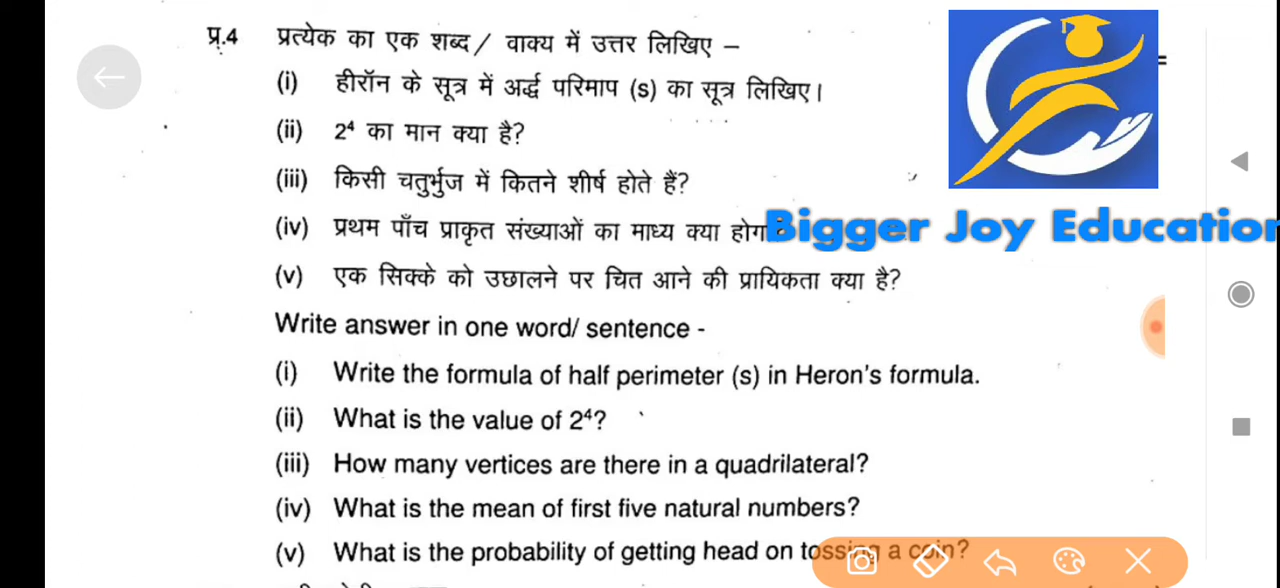 प्र.4 प्रत्येक का एक शब्द/ वाक्य में उत्तर लिखिए –
(i) हीरॉन के सूत्र में अर्द्ध परिमाप (s) का सूत्र लिखिए।
(ii) 2⁴ का मान क्या है?
(iii) किसी चतुर्भुज में कितने शीर्ष होते हैं?
(iv) प्रथम पाँच प्राकृत संख्याओं का माध्य क्या
Bigger Joy Education
(v) एक सिक्के को उछालने पर चित आने की प्रायिकता क्या है?
Write answer in one word/ sentence -
(i) Write the formula of half perimeter (s) in Heron's formula.
(ii) What is the value of 2⁴?
(iii) How many vertices are there in a quadrilateral?
(iv) What is the mean of first five natural numbers?
(v) What is the probability of getting head on tossing a coin?